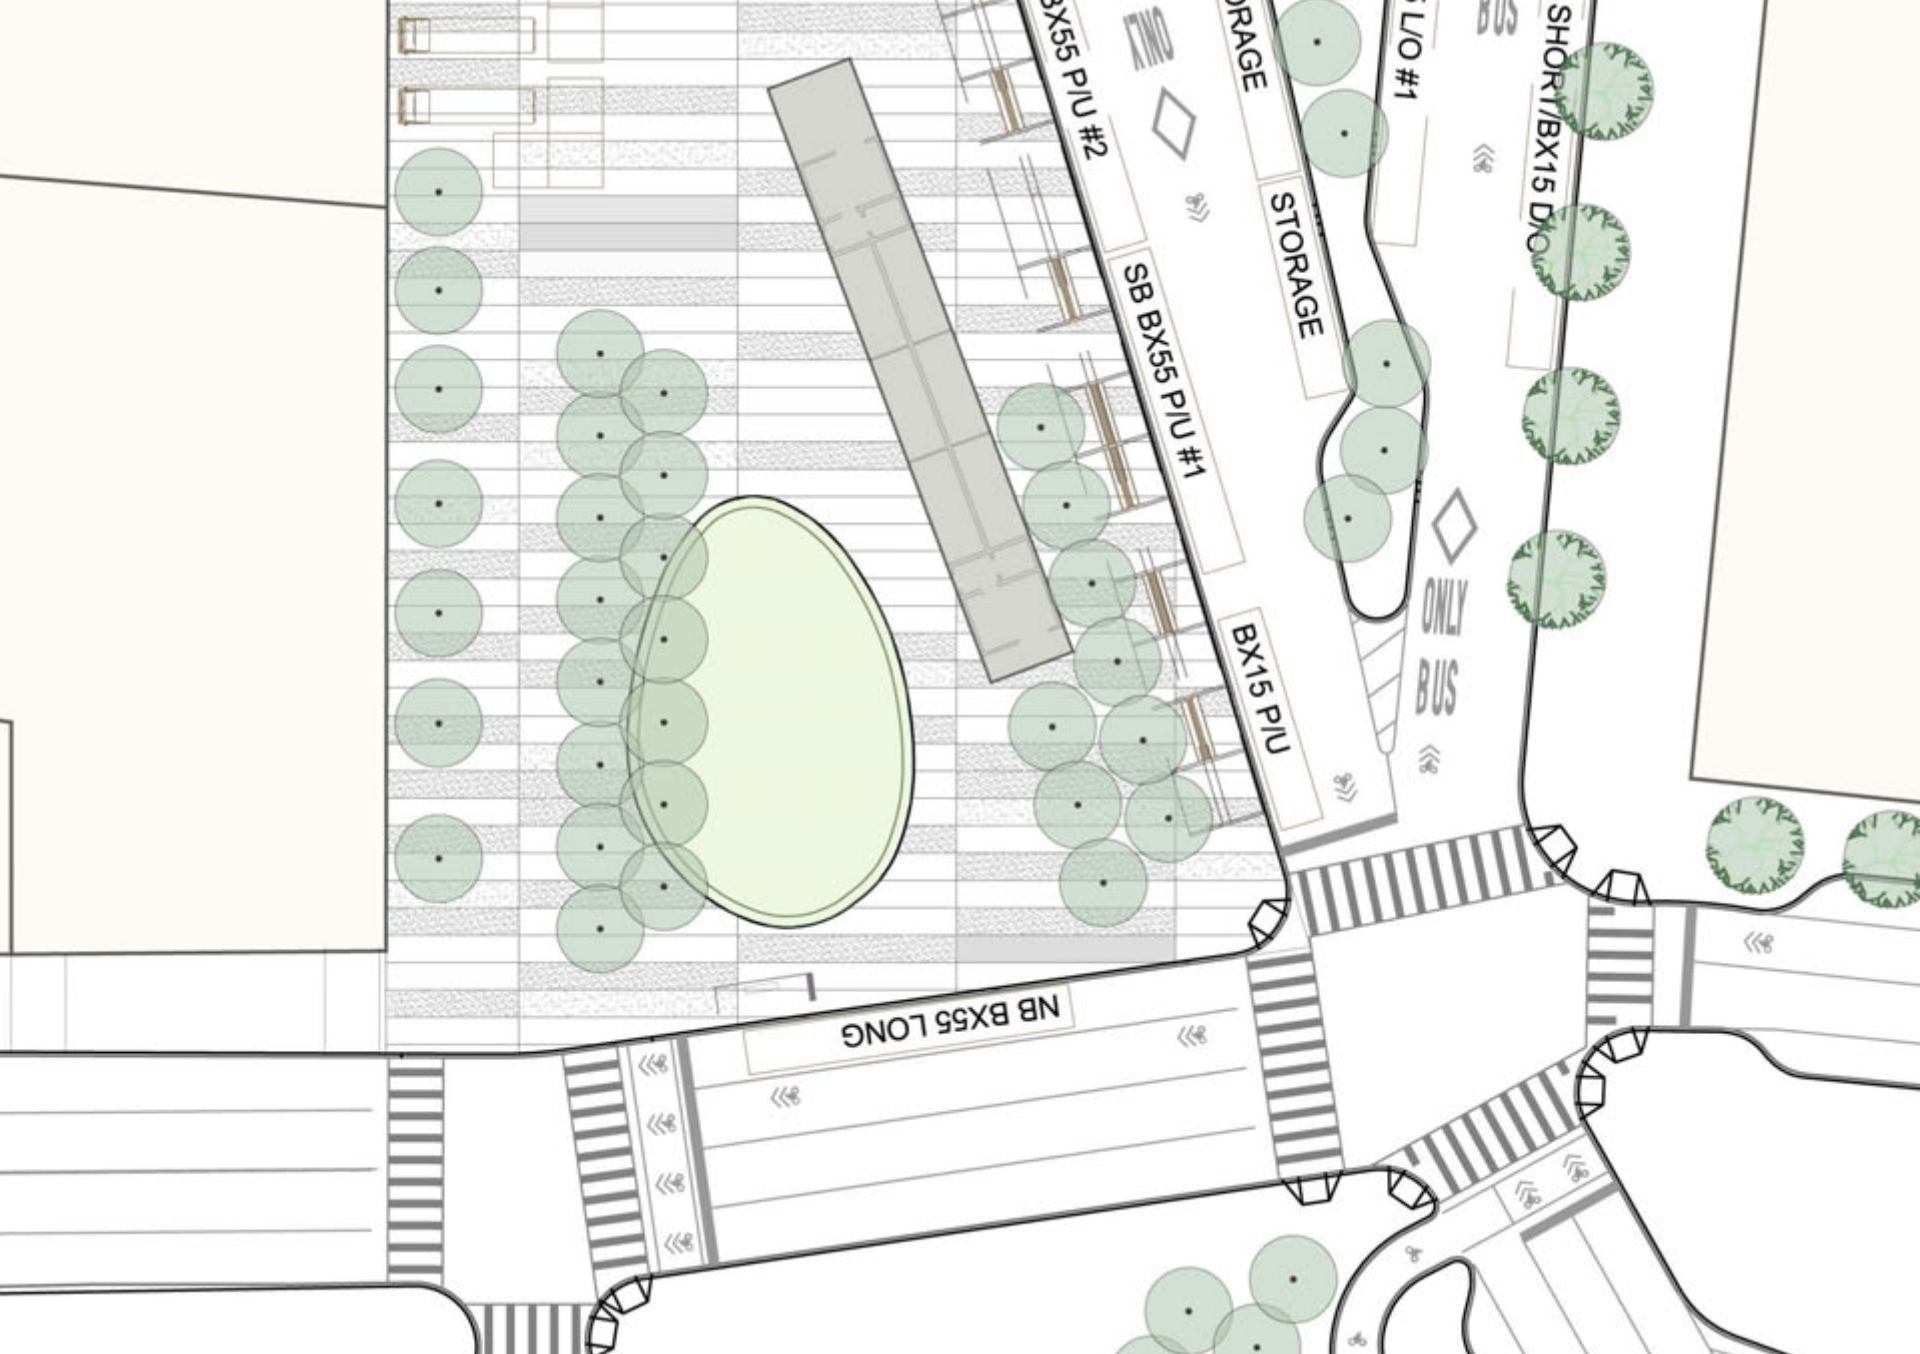 BX55 P/U #2
ONLY
ORAGE
L/O #1
BUS
SHORT/BX15 D/O
STORAGE
SB BX55 P/U #1
BX15 P/U
ONLY
BUS
NB BX55 LONG